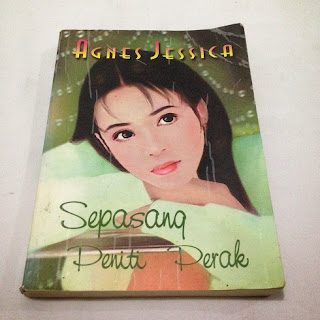 AGNES JESSICA
Sepasang
Peniti Perak